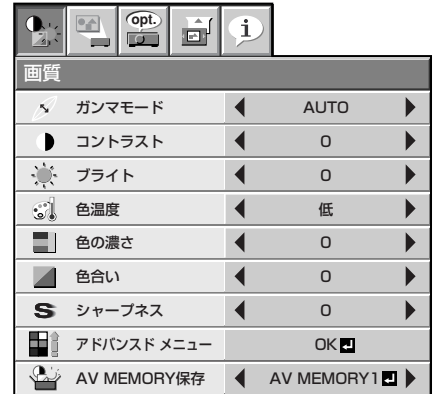 opt.
i
画質
ガンマモード AUTO
コントラスト 0
ブライト 0
色温度 低
色の濃さ 0
色合い 0
S シャープネス 0
アドバンスド メニュー OK
AV MEMORY保存 AV MEMORY1